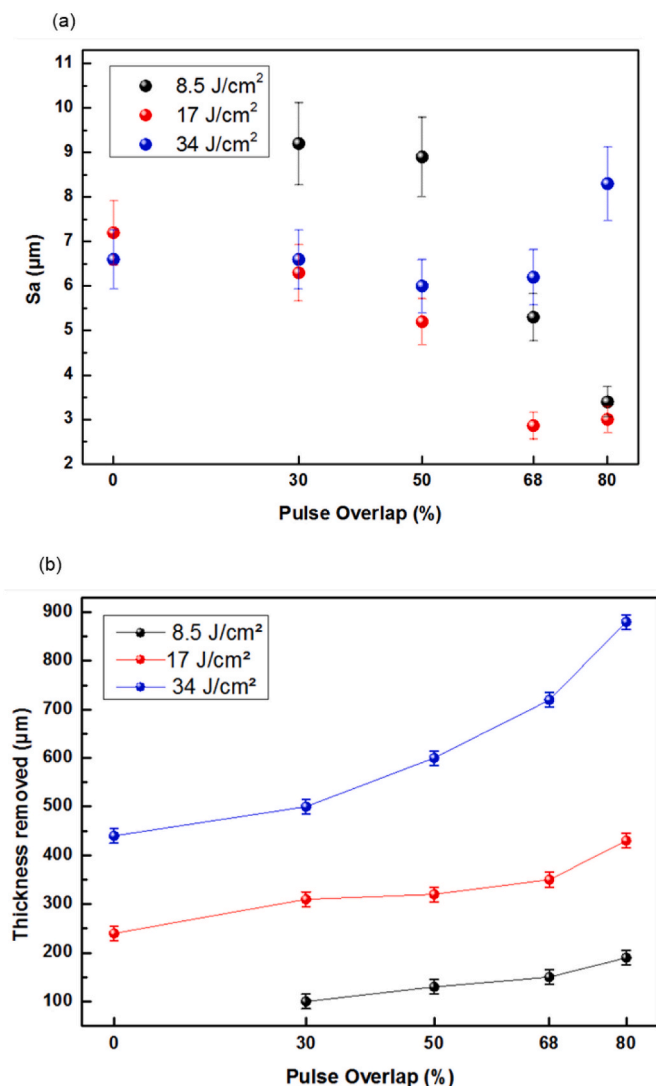 (a)
11
10
9
8
7
6
5
4
3
2
Sa (µm)
8.5 J/cm²
17 J/cm²
34 J/cm²
0 30 50 68 80
Pulse Overlap (%)
(b)
900
800
700
600
500
400
300
200
100
Thickness removed (µm)
8.5 J/cm²
17 J/cm²
34 J/cm²
0 30 50 68 80
Pulse Overlap (%)